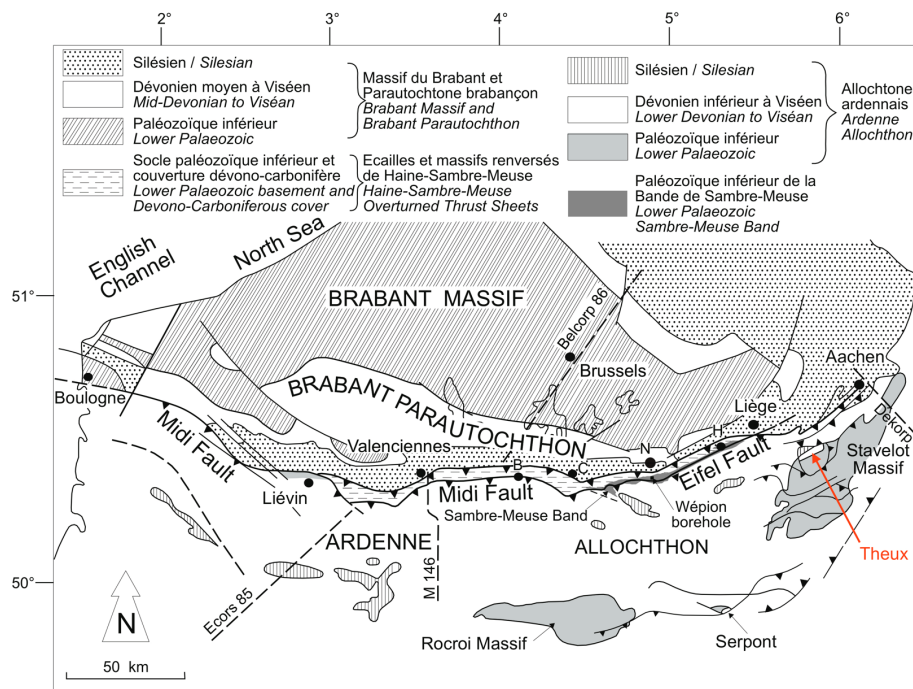 2°
3°
4°
5°
6°
Silésien / Silesian
Dévonien moyen à Viséen
Mid-Devonian to Viséan
Paléozoïque inférieur
Lower Palaeozoic
Massif du Brabant et
Parautochtone brabançon
Brabant Massif and
Brabant Parautochthon
Socle paléozoïque inférieur et
couverture dévono-carbonifère
Lower Palaeozoic basement and
Devono-Carboniferous cover
Ecailles et massifs renversés
de Haine-Sambre-Meuse
Haine-Sambre-Meuse
Overturned Thrust Sheets
Silésien / Silesian
Dévonien inférieur à Viséen
Lower Devonian to Viséan
Paléozoïque inférieur
Lower Palaeozoic
Allochtone
ardennais
Ardenne
Allochthon
Paléozoïque inférieur de la
Bande de Sambre-Meuse
Lower Palaeozoic
Sambre-Meuse Band
English
Channel
North Sea
51°
BRABANT MASSIF
Belcorp 86
Brussels
BRABANT PARAUTOCHTHON
Boulogne
Midi Fault
Valenciennes
Liévin
B
C
N
H
Liège
Aachen
Dekorp
Eifel Fault
Stavelot
Massif
Midi Fault
Sambre-Meuse Band
Wépion
borehole
Theux
ARDENNE
ALLOCHTHON
M 146
Ecors 85
50°
N
50 km
Rocroi Massif
Serpont